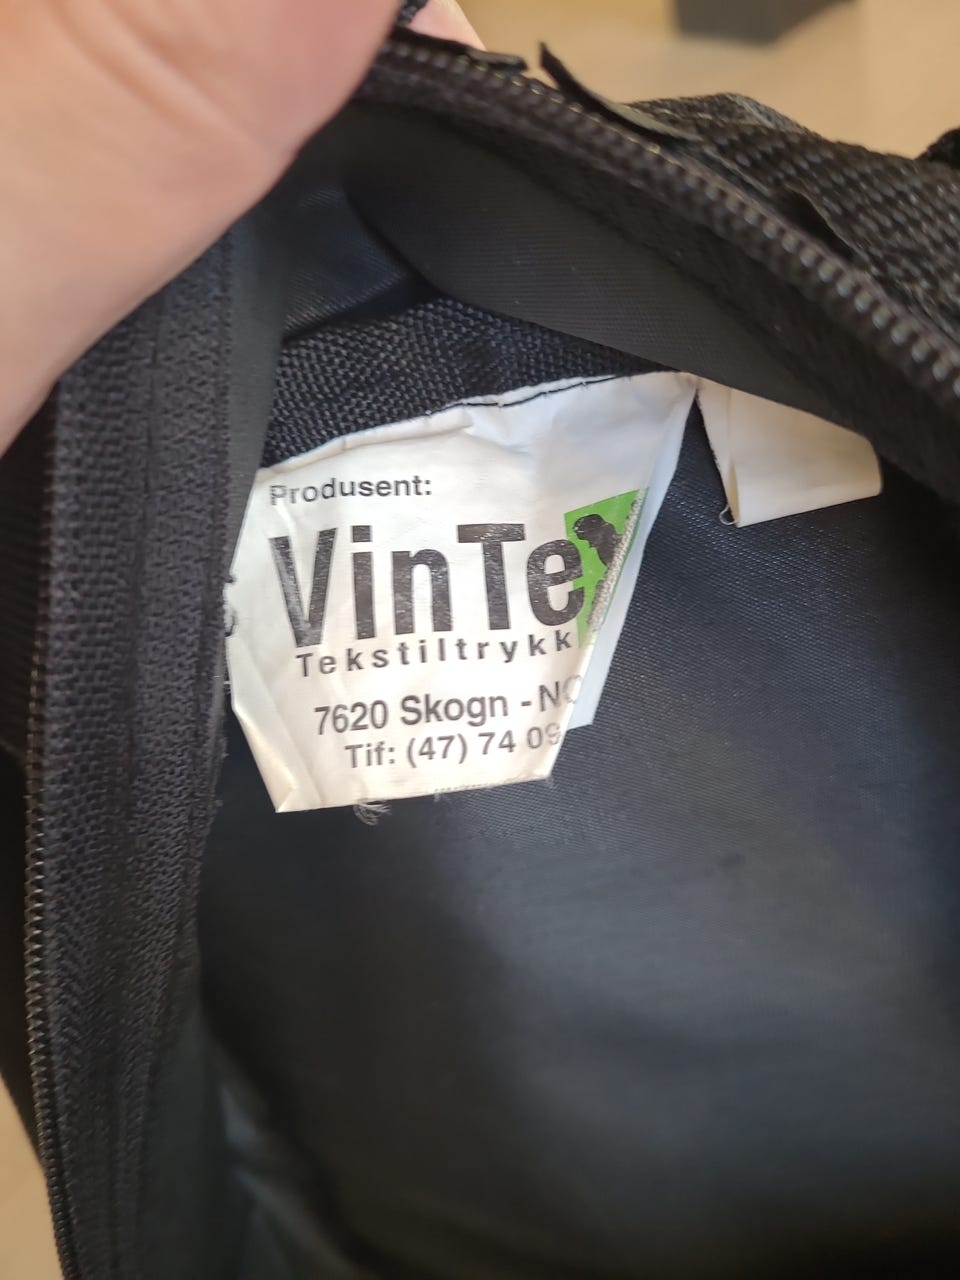 Produsent:
VinTe
Tekstiltrykk
7620 Skogn - NO
Tlf: (47) 74 09